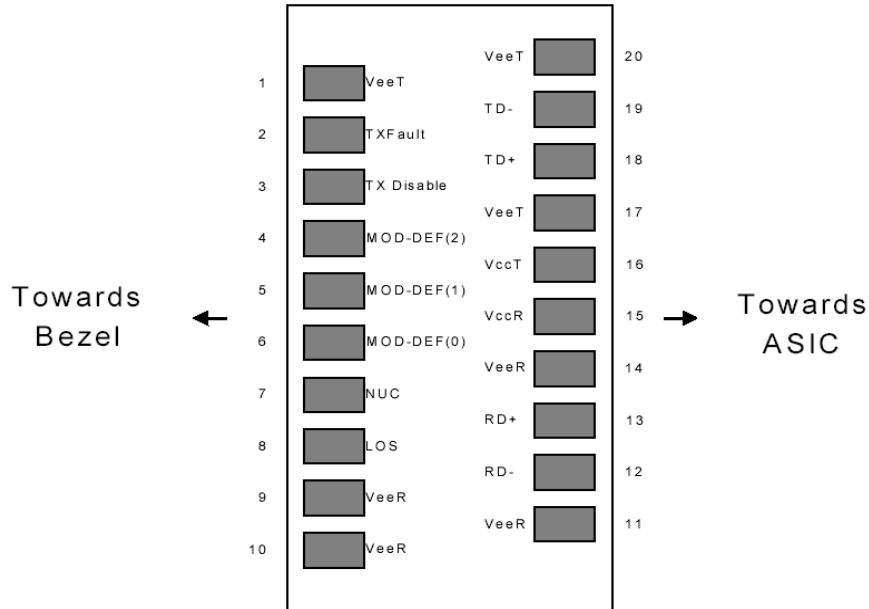 VeeT 20
1 VeeT
TD- 19
2 TXFault
TD+ 18
3 TX Disable
VeeT 17
4 MOD-DEF(2)
VccT 16
5 MOD-DEF(1)
VccR 15
6 MOD-DEF(0)
VeeR 14
7 NUC
RD+ 13
8 LOS
RD- 12
9 VeeR
VeeR 11
10 VeeR
Towards
Bezel
Towards
ASIC